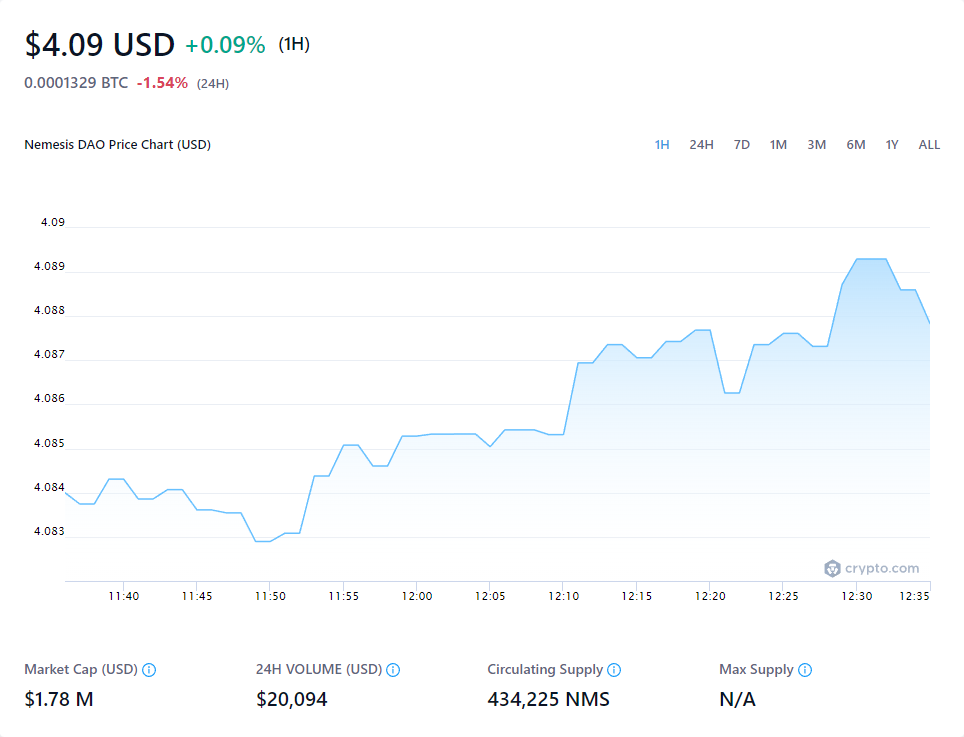 $4.09 USD +0.09% (1H)
0.0001329 BTC -1.54% (24H)
Nemesis DAO Price Chart (USD)
1H 24H 7D 1M 3M 6M 1Y ALL
4.09
4.089
4.088
4.087
4.086
4.085
4.084
4.083
crypto.com
11:40 11:45 11:50 11:55 12:00 12:05 12:10 12:15 12:20 12:25 12:30 12:35
Market Cap (USD) 24H VOLUME (USD) Circulating Supply Max Supply
$1.78 M $20,094 434,225 NMS N/A